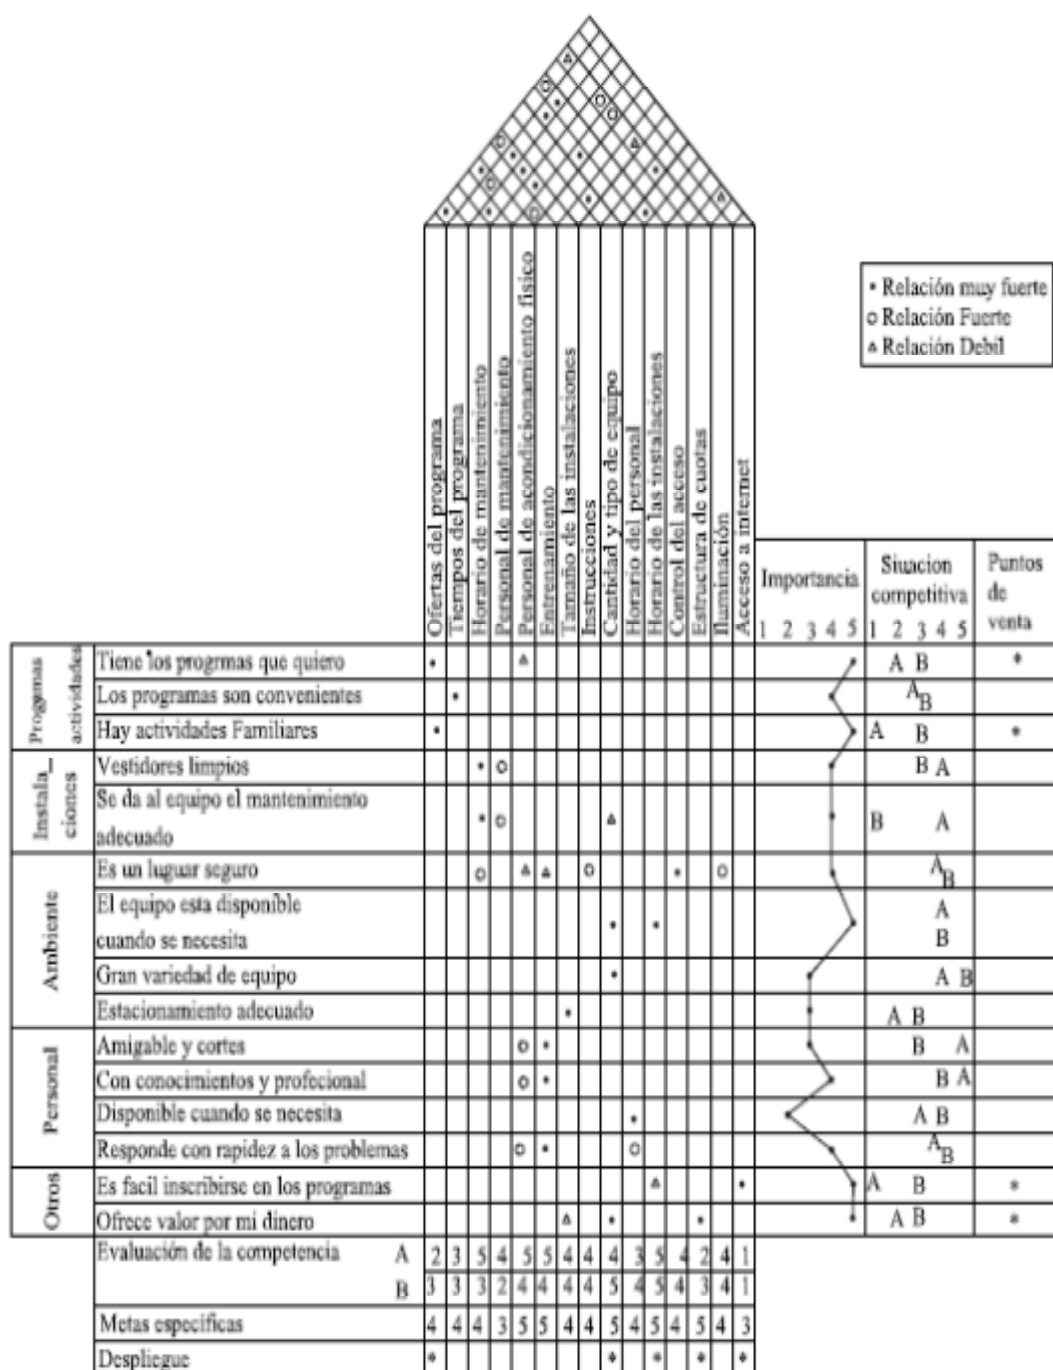 • Relación muy fuerte
o Relación Fuerte
▵ Relación Debil
Ofertas del programa
Tiempos del programa
Horario de mantenimiento
Personal de mantenimiento
Personal de acondicionamiento fisico
Entrenamiento
Tamaño de las instalaciones
Instrucciones
Cantidad y tipo de equipo
Horario del personal
Horario de las instalaciones
Control del acceso
Estructura de cuotas
Iluminación
Acceso a internet
Importancia
1 2 3 4 5
Siuacion
competitiva
1 2 3 4 5
Puntos
de
venta
Progamas
actividades
Tiene los progrmas que quiero
A B
*
Los programas son convenientes
A B
Hay actividades Familiares
A B
*
Instala_
ciones
Vestidores limpios
B A
Se da al equipo el mantenimiento
adecuado
B A
Ambiente
Es un luguar seguro
A B
El equipo esta disponible
cuando se necesita
A
B
Gran variedad de equipo
A B
Estacionamiento adecuado
A B
Personal
Amigable y cortes
B A
Con conocimientos y profecional
B A
Disponible cuando se necesita
A B
Responde con rapidez a los problemas
A B
Otros
Es facil inscribirse en los programas
A B
*
Ofrece valor por mi dinero
A B
*
Evaluación de la competencia A 2 3 5 4 5 5 4 4 4 3 5 4 2 4 1
B 3 3 3 2 4 4 4 4 5 4 5 4 3 4 1
Metas específicas 4 4 4 3 5 5 4 4 5 4 5 4 5 4 3
Despliegue * * * * *